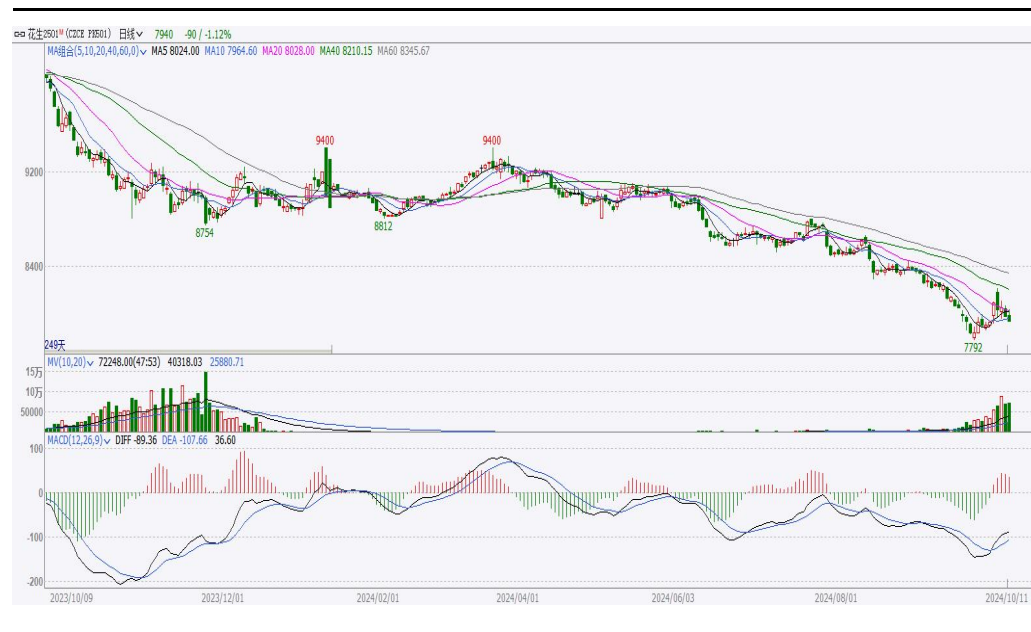 花生2501M (CZCE PK501) 日线 7940 -90 / -1.12%
MA组合(5,10,20,40,60,0) MA5 8024.00 MA10 7964.60 MA20 8028.00 MA40 8210.15 MA60 8345.67
9400 9400
9200
8754 8812
8400
249天 7792
MV(10,20) 72248.00(47:53) 40318.03 25880.71
15万
10万
50000
MACD(12,26,9) DIFF -89.36 DEA -107.66 36.60
100
0
-100
-200
2023/10/09 2023/12/01 2024/02/01 2024/04/01 2024/06/03 2024/08/01 2024/10/11